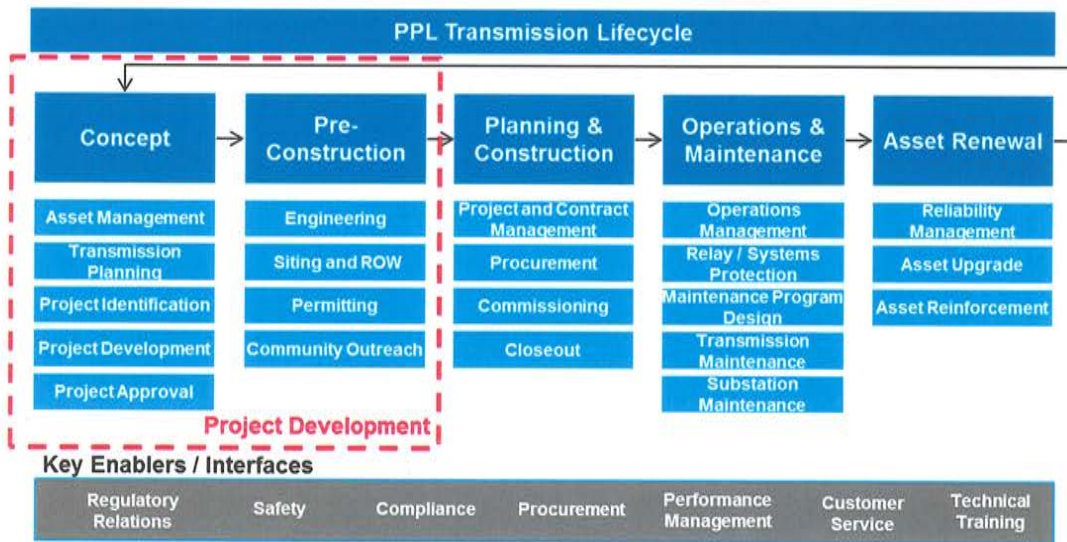 PPL Transmission Lifecycle
Concept
Pre-
Construction
Planning &
Construction
Operations &
Maintenance
Asset Renewal
Asset Management
Transmission
Planning
Project Identification
Project Development
Project Approval
Engineering
Siting and ROW
Permitting
Community Outreach
Project and Contract
Management
Procurement
Commissioning
Closeout
Operations
Management
Relay / Systems
Protection
Maintenance Program
Design
Transmission
Maintenance
Substation
Maintenance
Reliability
Management
Asset Upgrade
Asset Reinforcement
Project Development
Key Enablers / Interfaces
Regulatory
Relations
Safety
Compliance
Procurement
Performance
Management
Customer
Service
Technical
Training